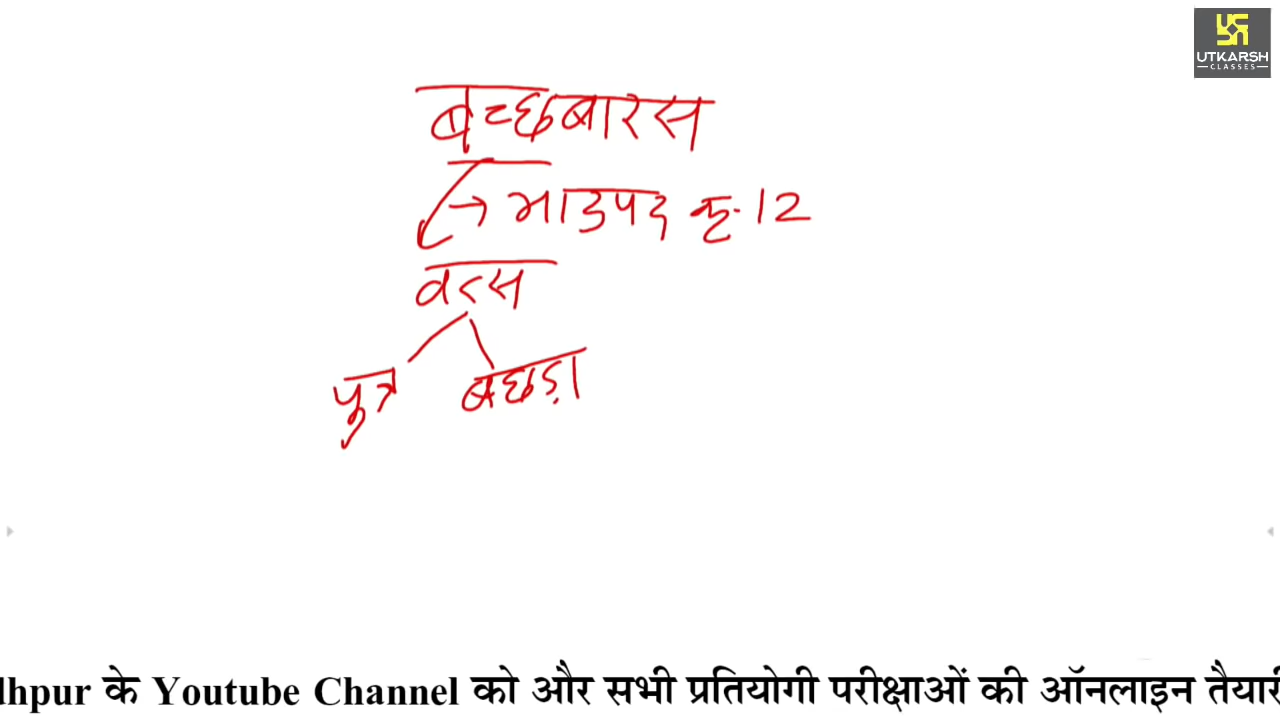 UTKARSH
CLASSES
बच्छबारस
→ भाद्रपद कृ. 12
वत्स
पुत्र बछड़ा
dhpur के Youtube Channel को और सभी प्रतियोगी परीक्षाओं की ऑनलाइन तैयारी